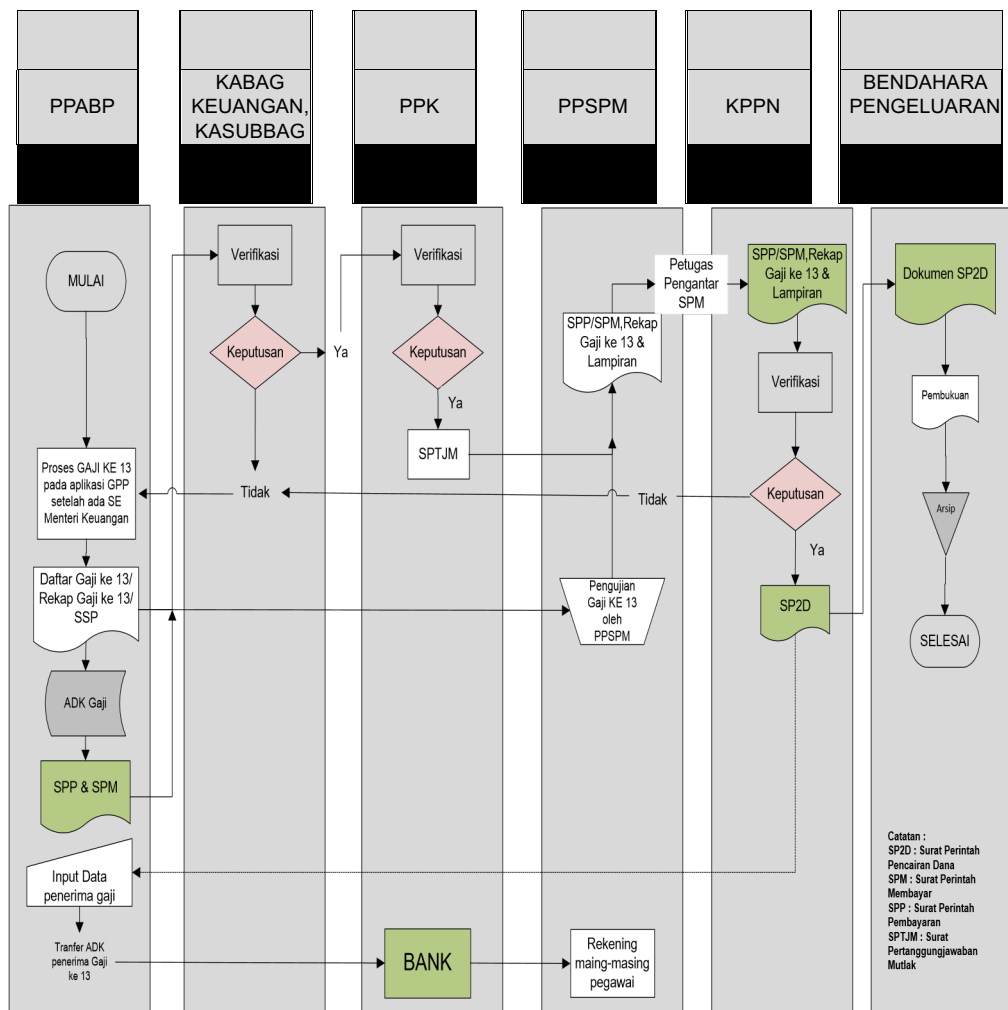 PPABP
KABAG
KEUANGAN,
KASUBBAG
PPK
PPSPM
KPPN
BENDAHARA
PENGELUARAN
MULAI
Proses GAJI KE 13
pada aplikasi GPP
setelah ada SE
Menteri Keuangan
Daftar Gaji ke 13/
Rekap Gaji ke 13/
SSP
ADK Gaji
SPP & SPM
Input Data
penerima gaji
Tranfer ADK
penerima Gaji
ke 13
Verifikasi
Keputusan
Ya
Tidak
Verifikasi
Keputusan
Ya
SPTJM
BANK
SPP/SPM,Rekap
Gaji ke 13 &
Lampiran
Petugas
Pengantar
SPM
Tidak
Pengujian
Gaji KE 13
oleh
PPSPM
Rekening
maing-masing
pegawai
SPP/SPM,Rekap
Gaji ke 13 &
Lampiran
Verifikasi
Keputusan
Ya
SP2D
Dokumen SP2D
Pembukuan
Arsip
SELESAI
Catatan :
SP2D : Surat Perintah
Pencairan Dana
SPM : Surat Perintah
Membayar
SPP : Surat Perintah
Pembayaran
SPTJM : Surat
Pertanggungjawaban
Mutlak